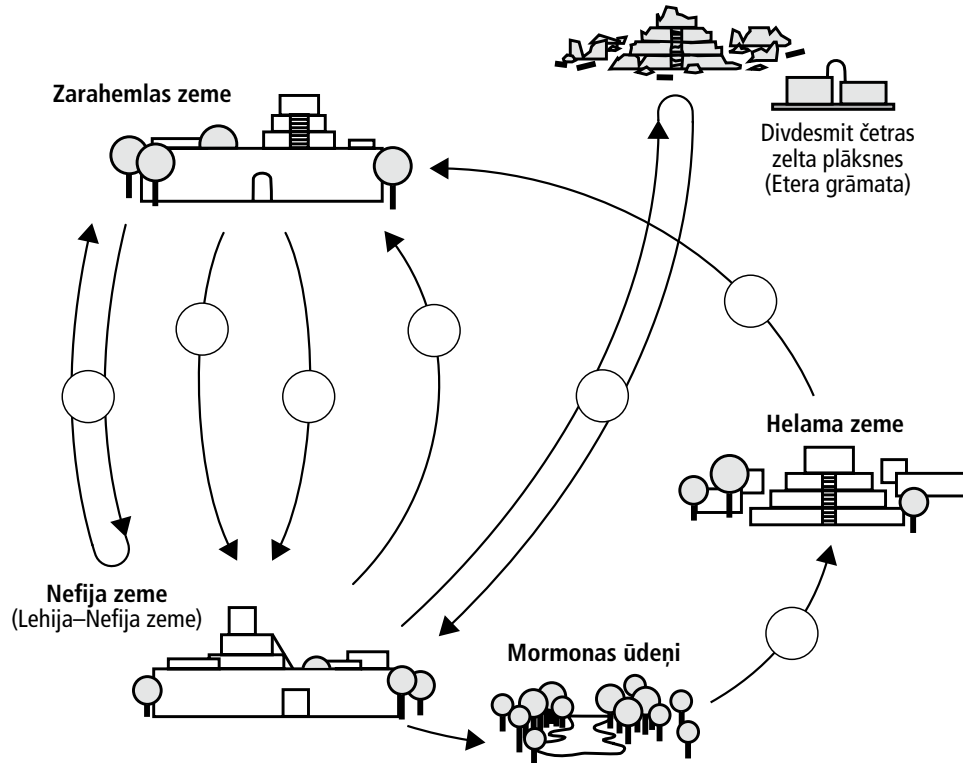 Zarahemlas zeme
Divdesmit četras
zelta plāksnes
(Etera grāmata)
Helama zeme
Nefija zeme
(Lehija–Nefija zeme)
Mormonas ūdeņi